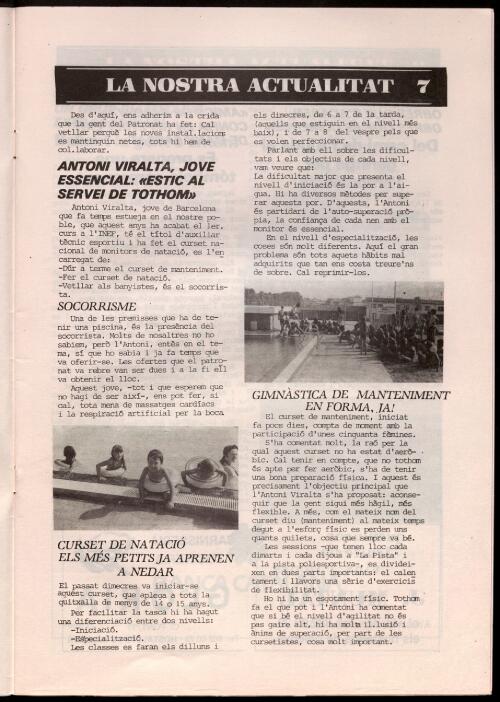 LA NOSTRA ACTUALITAT 7
Des d'aquí, ens adherim a la crida
que la gent del Patronat ha fet: Cal
vetllar perquè les noves instal.lacions
es mantinguin netes, tots hi hem de
col.laborar.
ANTONI VIRALTA, JOVE
ESSENCIAL: «ESTIC AL
SERVEI DE TOTHOM»
Antoni Viralta, jove de Barcelona
que fa temps estueja en el nostre po-
ble, que aquest anys ha acabat el 1er.
curs a l'INEF, té el títol d'auxiliar
tècnic esportiu i ha fet el curset na-
cional de monitors de natació, es l'en-
carregat de:
-Dúr a terme el curset de manteniment.
-Fer el curset de natació.
-Vetllar als banyistes, és el socorris-
ta.
SOCORRISME
Una de les premisses que ha de te-
nir una piscina, és la presència del
socorrista. Molts de nosaltres no ho
sabíem, però l'Antoni, entès en el te-
ma, sí que ho sabia i ja fa temps que
va oferir-se. Les ofertes que el patro-
nat va rebre van ser dues i a la fi ell
va obtenir el lloc.
Aquest jove, -tot i que esperem que
no hagi de ser així-, ens pot fer, si
cal, tota mena de massatges cardíacs
i la respiració artificial per la boca
CURSET DE NATACIÓ
ELS MÉS PETITS JA APRENEN
A NEDAR
El passat dimecres va iniciar-se
aquest curset, que aplega a tota la
quitxalla de menys de 14 o 15 anys.
Per facilitar la tasca hi ha hagut
una diferenciació entre dos nivells:
-Iniciació.
-Especialització.
Les classes es faran els dilluns i
els dimecres, de 6 a 7 de la tarda,
(aquells que estiguin en el nivell més
baix), i de 7 a 8 del vespre pels que
es volen perfeccionar.
Parlant amb ell sobre les dificul-
tats i els objectius de cada nivell,
vam veure que:
La dificultat major que presenta el
nivell d'iniciació és la por a l'ai-
gua. Hi ha diversos mètodes per supe-
rar aquesta por. D'aquests, l'Antoni
és partidari de l'auto-superació prò-
pia, la confiança de cada nen amb el
monitor és essencial.
En el nivell d'especialització, les
coses són molt diferents. Aquí el gran
problema són tots aquets hàbits mal
adquirits que tan ens costa treure'ns
de sobre. Cal reprimir-los.
GIMNÀSTICA DE MANTENIMENT
EN FORMA, JA!
El curset de manteniment, iniciat
fa pocs dies, compta de moment amb la
participació d'unes cinquanta fèmines.
S'ha comentat molt, la raó per la
qual aquest curset no ha estat d'aerò-
bic. Cal tenir en compte, que no tothom
és apte per fer aeròbic, s'ha de tenir
una bona preparació física. I aquest és
precisament l'objectiu principal que
l'Antoni Viralta s'ha proposat: aconse-
guir que la gent sigui més hàgil, més
flexible. A més, com el mateix nom del
curset diu (manteniment) al mateix temps
degut a l'esforç físic es perden uns
quants quilets, cosa que sempre va bé.
Les sessions -que tenen lloc cada
dimarts i cada dijous a "La Pista" i
a la pista poliesportiva-, es dividei-
xen en dues parts importants: el calen
tament i llavors una sèrie d'exercicis
de flexibilitat.
Ho hi ha un esgotament físic. Tothom
fa el que pot i l'Antoni ha comentat
que si bé el nivell d'agilitat no és
pas gaire alt, hi ha molta il.lusió i
ànims de superació, per part de les
cursetistes, cosa molt important.